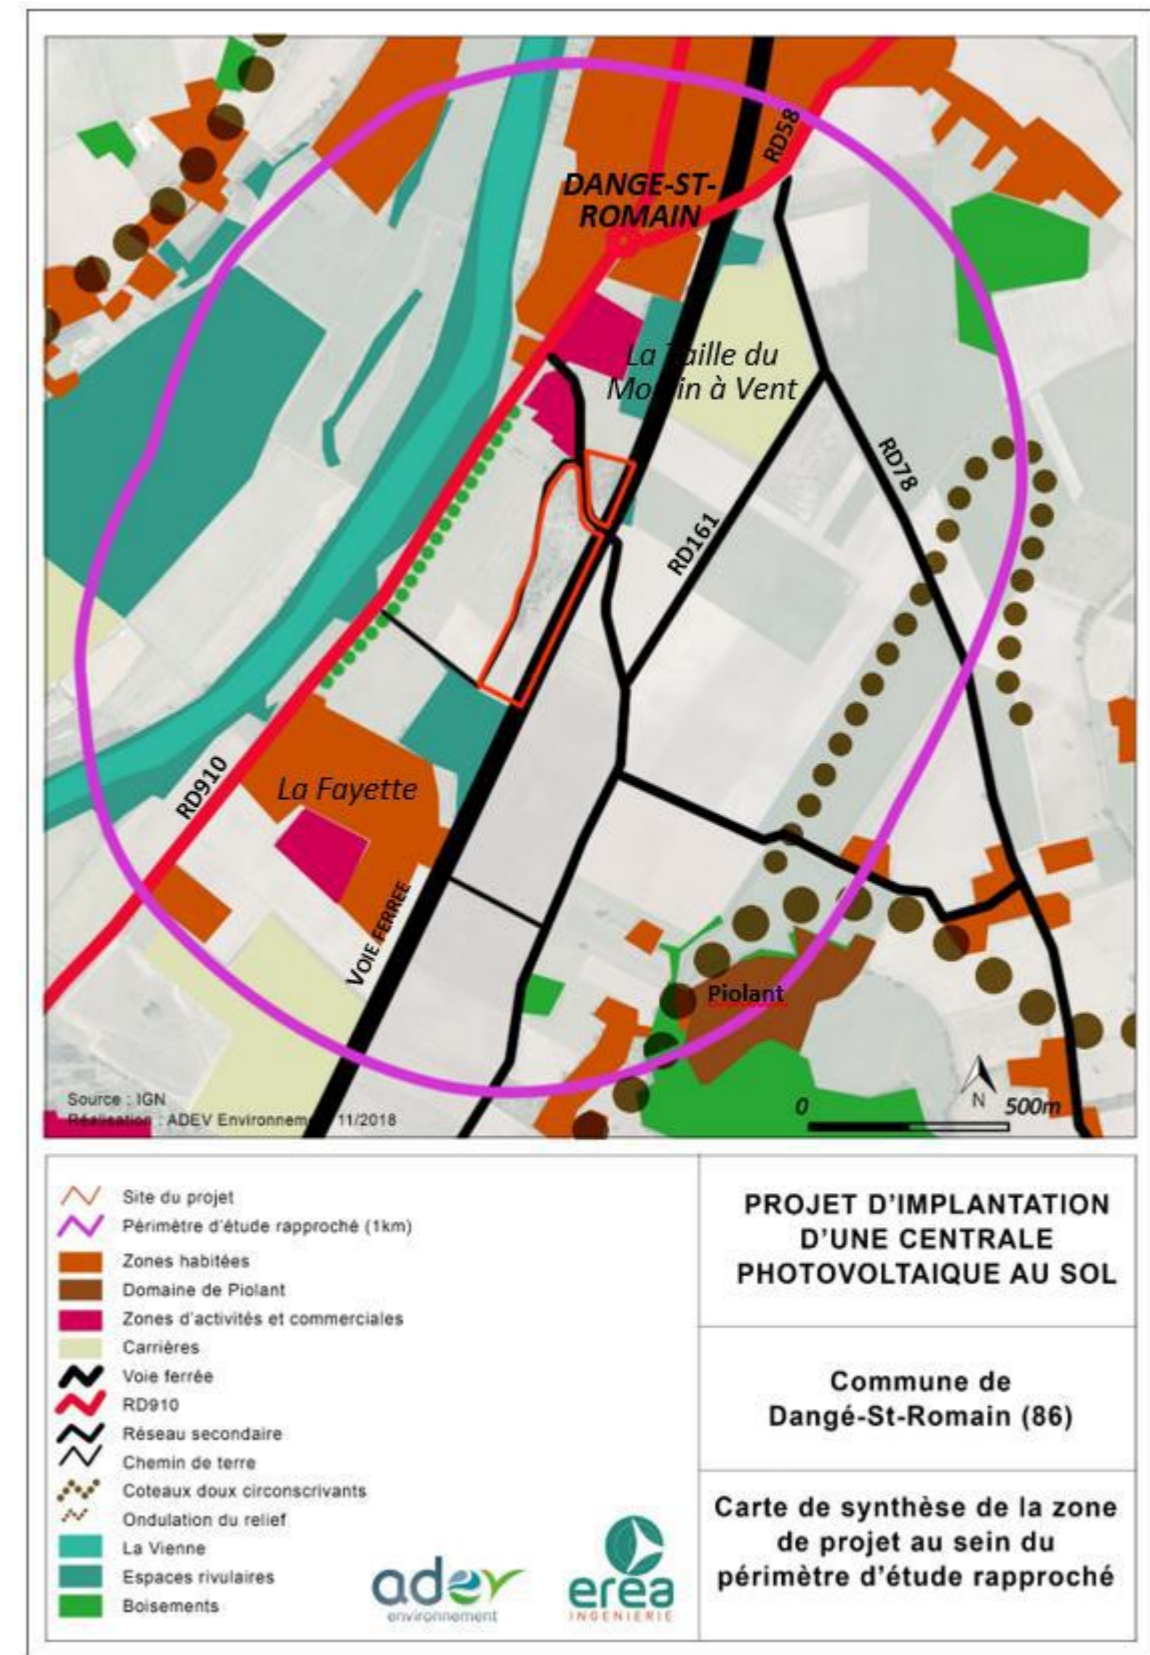 RD58
DANGE-ST-
ROMAIN
La Taille du
Moulin à Vent
RD78
RD161
RD910
La Fayette
VOIE FERREE
Piolant
Source : IGN
Réalisation : ADEV Environnem 11/2018
N
0 500m
Site du projet
Périmètre d'étude rapproché (1km)
Zones habitées
Domaine de Piolant
Zones d'activités et commerciales
Carrières
Voie ferrée
RD910
Réseau secondaire
Chemin de terre
Coteaux doux circonscrivants
Ondulation du relief
La Vienne
Espaces rivulaires
Boisements
adev
environnement
erea
INGENIERIE
PROJET D'IMPLANTATION
D'UNE CENTRALE
PHOTOVOLTAIQUE AU SOL
Commune de
Dangé-St-Romain (86)
Carte de synthèse de la zone
de projet au sein du
périmètre d'étude rapproché